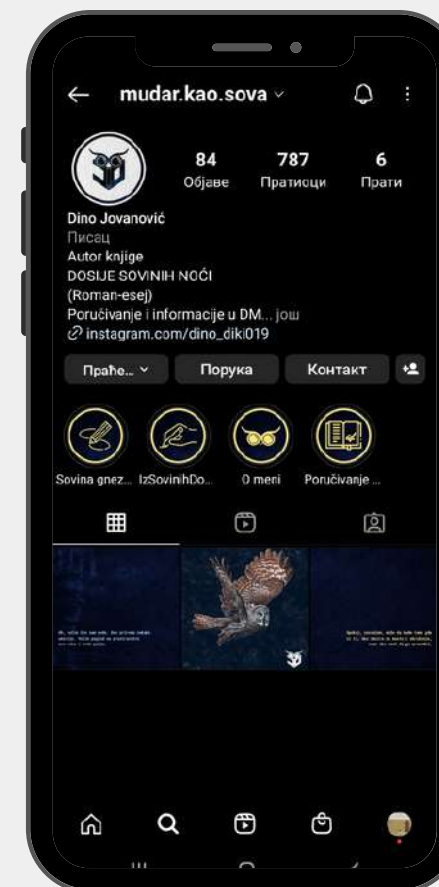 mudar.kao.sova
84 787 6
Објаве Пратиоци Прати
Dino Jovanović
Писац
Autor knjige
DOSIJE SOVINIH NOĆI
(Roman-esej)
Poručivanje i informacije u DM... још
instagram.com/dino_diki019
Праће... Порука Контакт
Sovina gnez... IzSovinihDo... O meni Poručivanje ...